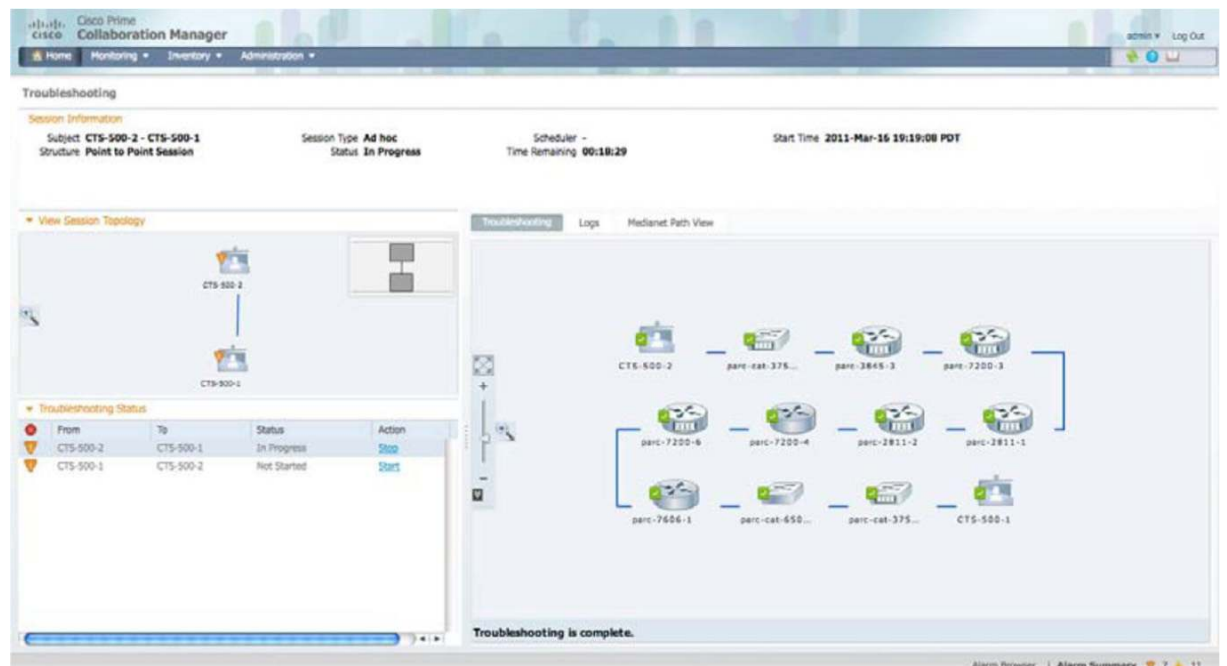 Cisco Prime
CISCO Collaboration Manager
admin Log Out
Home Monitoring Inventory Administration
Troubleshooting
Session Information
Subject CTS-500-2 - CTS-500-1 Session Type Ad hoc Scheduler - Start Time 2011-Mar-16 19:19:08 PDT
Structure Point to Point Session Status In Progress Time Remaining 00:18:29
View Session Topology
Troubleshooting Logs Medianet Path View
CTS-500-2
CTS-500-1
CTS-500-2 parc-cat-375... parc-3845-3 parc-7200-3
parc-7200-6 parc-7200-4 parc-2811-2 parc-2811-1
parc-7606-1 parc-cat-650... parc-cat-375... CTS-500-1
Troubleshooting Status
From To Status Action
CTS-500-2 CTS-500-1 In Progress Stop
CTS-500-1 CTS-500-2 Not Started Start
Troubleshooting is complete.
Alarm Browser | Alarm Summary 7 11